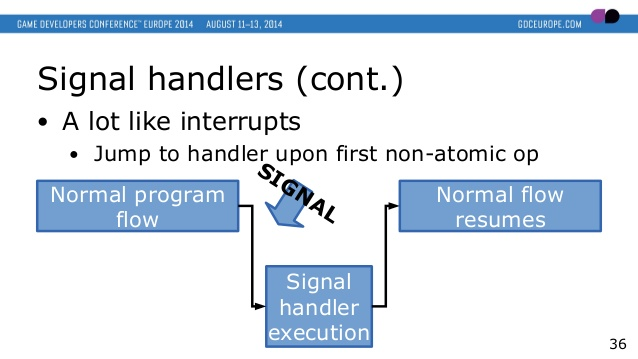 GAME DEVELOPERS CONFERENCE™ EUROPE 2014 AUGUST 11–13, 2014 GDCEUROPE.COM
Signal handlers (cont.)
• A lot like interrupts
• Jump to handler upon first non-atomic op
SIGNAL
Normal program
flow
Normal flow
resumes
Signal
handler
execution
36